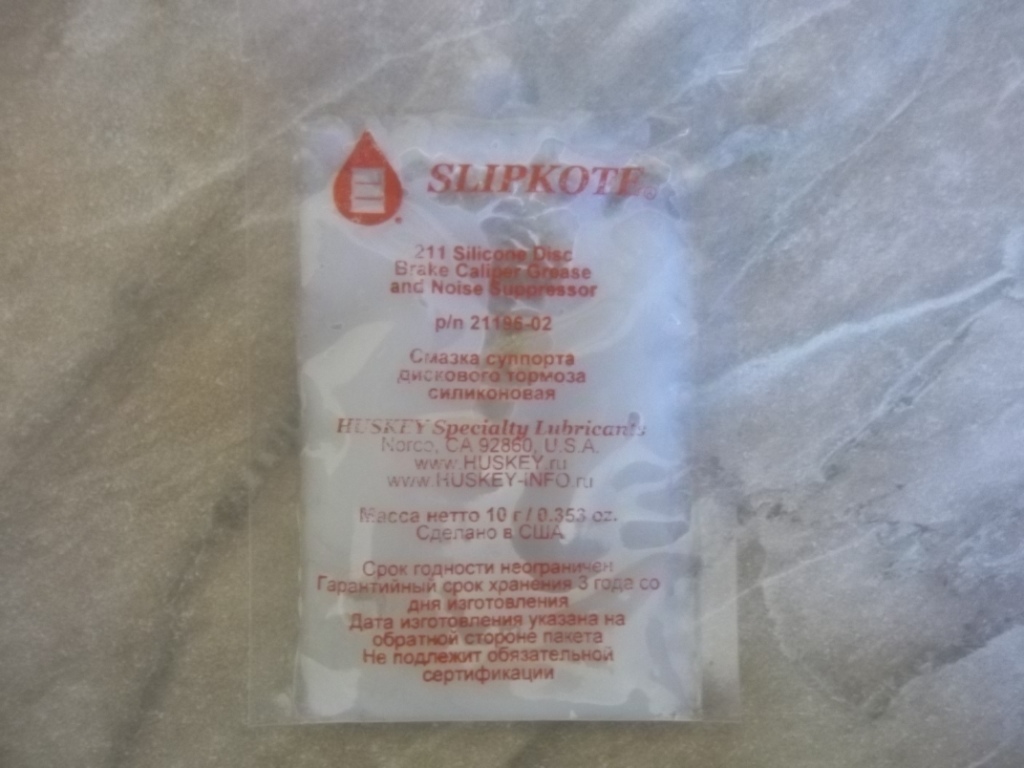 SLIPKOTE®
211 Silicone Disc
Brake Caliper Grease
and Noise Suppressor
p/n 21196-02
Смазка суппорта
дискового тормоза
силиконовая
HUSKEY Specialty Lubricants
Norco, CA 92860, U.S.A.
www.HUSKEY.ru
www.HUSKEY-INFO.ru
Масса нетто 10 г / 0.353 oz.
Сделано в США
Срок годности неограничен
Гарантийный срок хранения 3 года со
дня изготовления
Дата изготовления указана на
обратной стороне пакета
Не подлежит обязательной
сертификации